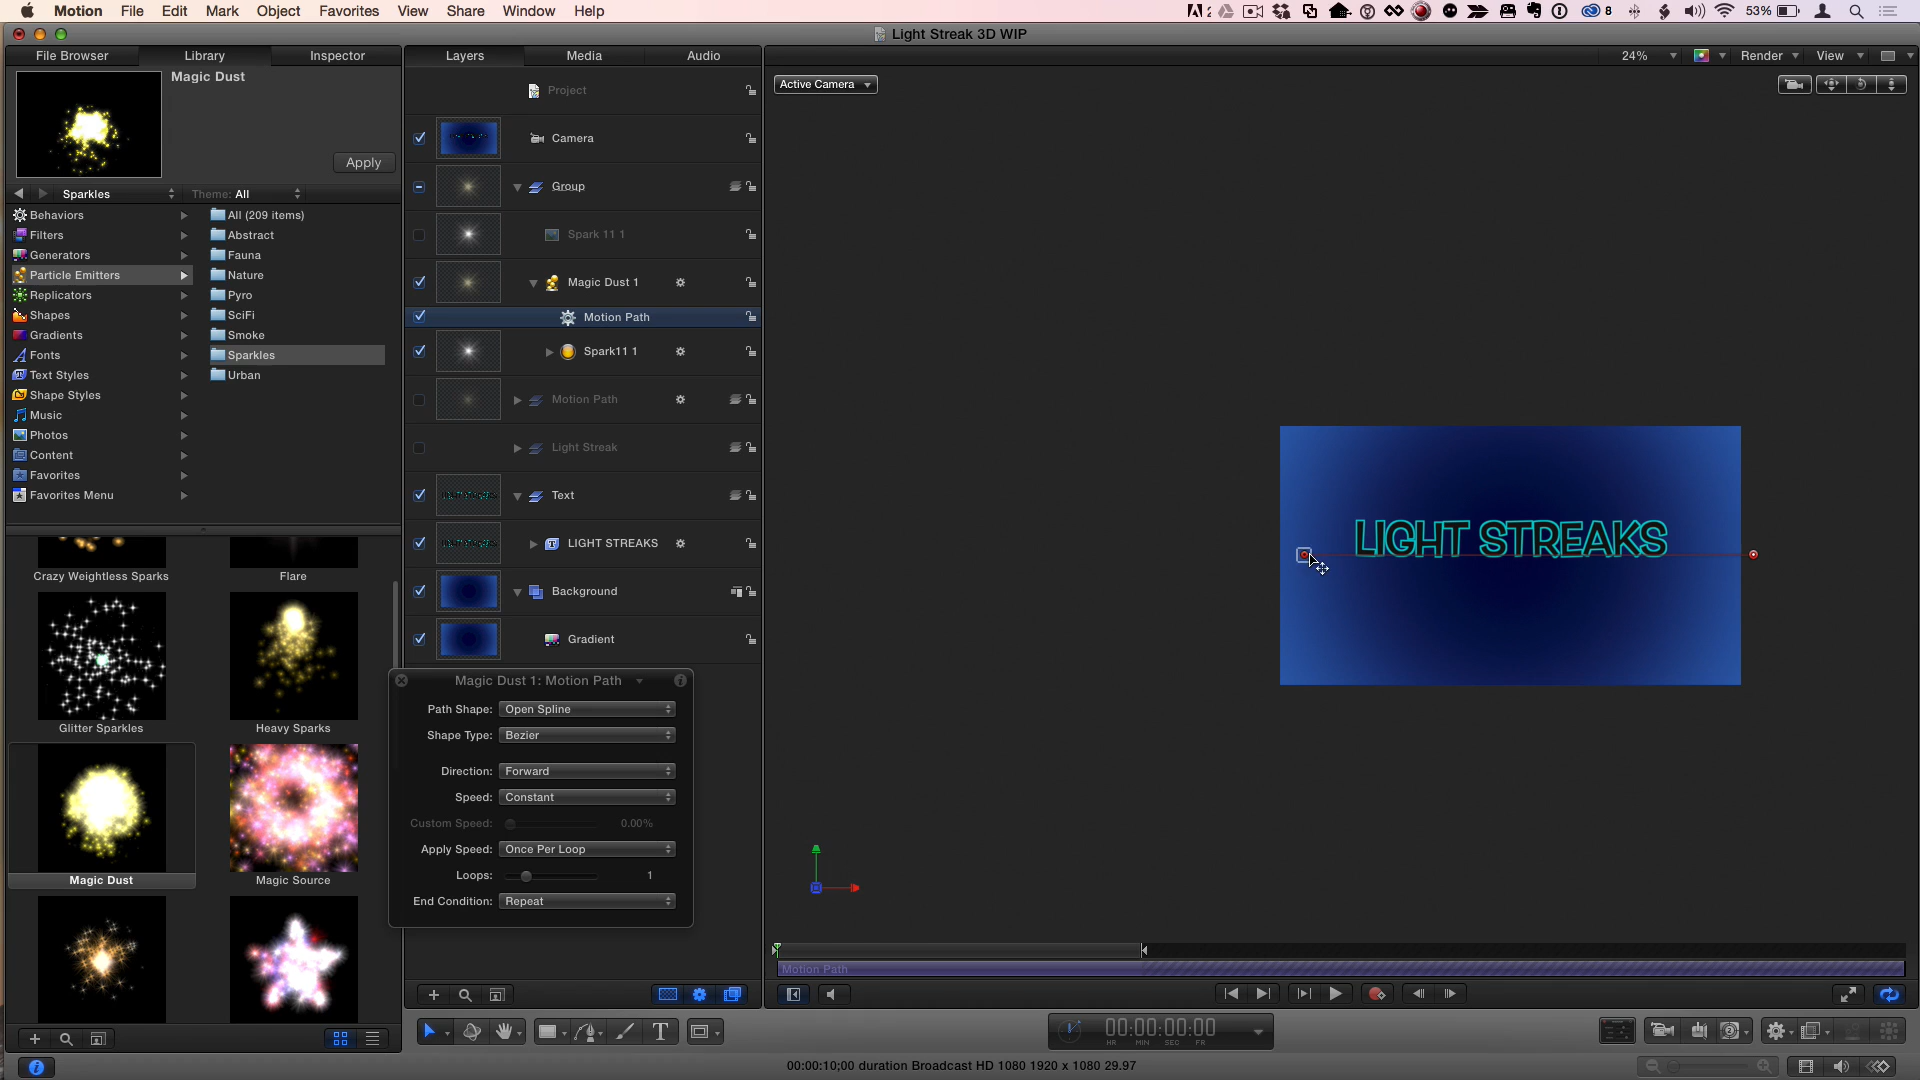 Motion File Edit Mark Object Favorites View Share Window Help
2 8 53%
Light Streak 3D WIP
File Browser Library Inspector
Layers Media Audio
24% Render View
Magic Dust
Apply
Active Camera
Sparkles Theme: All
Behaviors
Filters
Generators
Particle Emitters
Replicators
Shapes
Gradients
Fonts
Text Styles
Shape Styles
Music
Photos
Content
Favorites
Favorites Menu
All (209 items)
Abstract
Fauna
Nature
Pyro
SciFi
Smoke
Sparkles
Urban
Project
Camera
Group
Spark 11 1
Magic Dust 1
Motion Path
Spark11 1
Motion Path
Light Streak
Text
LIGHT STREAKS
Background
Gradient
LIGHT STREAKS
Crazy Weightless Sparks
Flare
Glitter Sparkles
Heavy Sparks
Magic Dust
Magic Source
Magic Dust 1: Motion Path
Path Shape: Open Spline
Shape Type: Bezier
Direction: Forward
Speed: Constant
Custom Speed: 0.00%
Apply Speed: Once Per Loop
Loops: 1
End Condition: Repeat
Motion Path
00:00:00:00
HR MIN SEC FR
00:00:10;00 duration Broadcast HD 1080 1920 x 1080 29.97